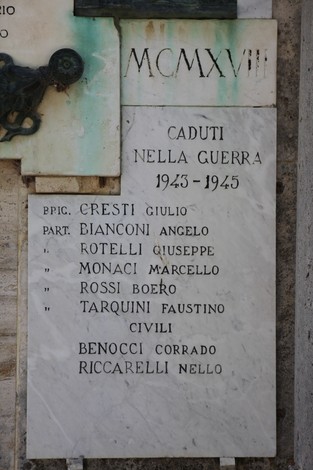 RIO
O
MCMXVIII
CADUTI
NELLA GUERRA
1943-1945
BRIG. CRESTI GIULIO
PART. BIANCONI ANGELO
" ROTELLI GIUSEPPE
" MONACI MARCELLO
" ROSSI BOERO
" TARQUINI FAUSTINO
CIVILI
BENOCCI CORRADO
RICCARELLI NELLO